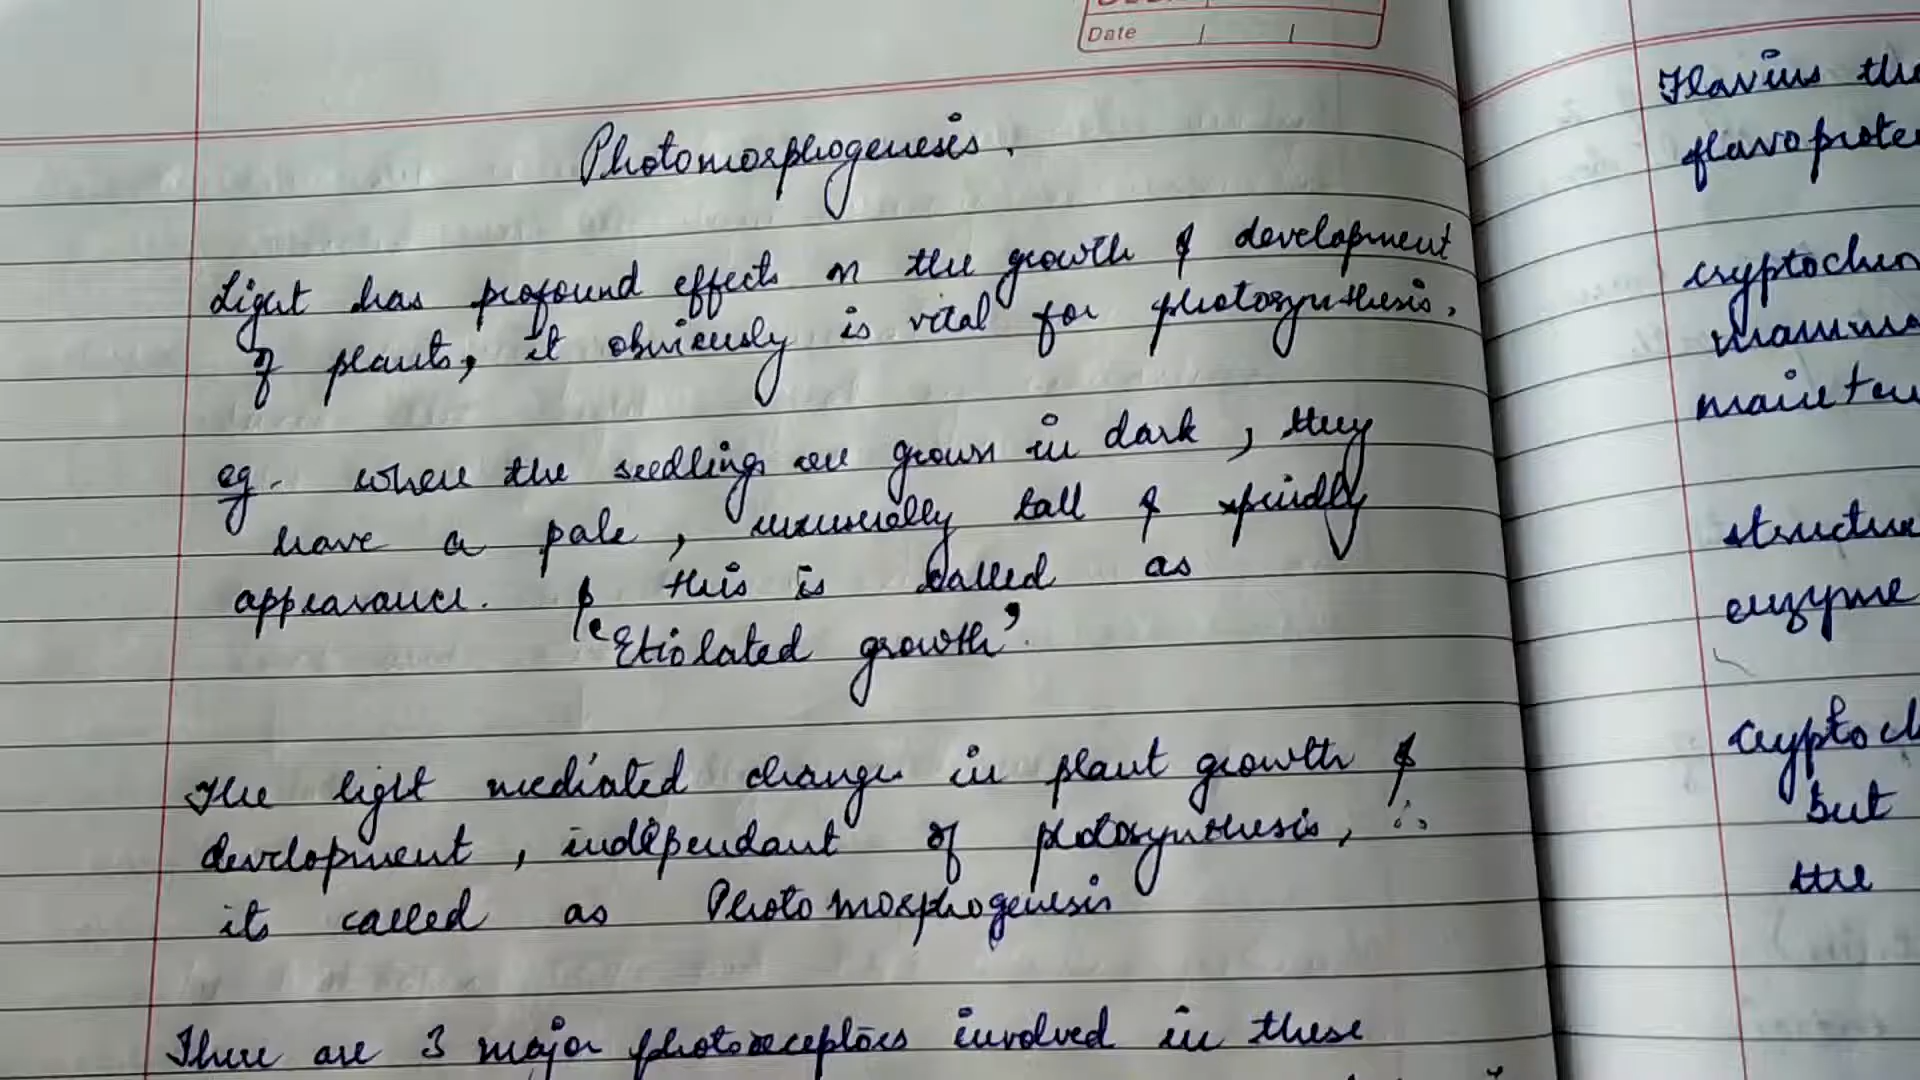 Date
Photomorphogenesis.
Light has profound effects on the growth & development
of plants, it obviously is vital for photosynthesis.
eg. when the seedlings are grown in dark, they
have a pale, unusually tall & spindly
appearance. & this is called as
"Etiolated growth".
The light mediated changes in plant growth &
development, independant of photosynthesis, ∴
its called as Photomorphogenesis
There are 3 major photoreceptors involved in these
Flavins the
flavoprote
cryptochro
mamma
mainten
structure
enzyme
cryptoch
But
the